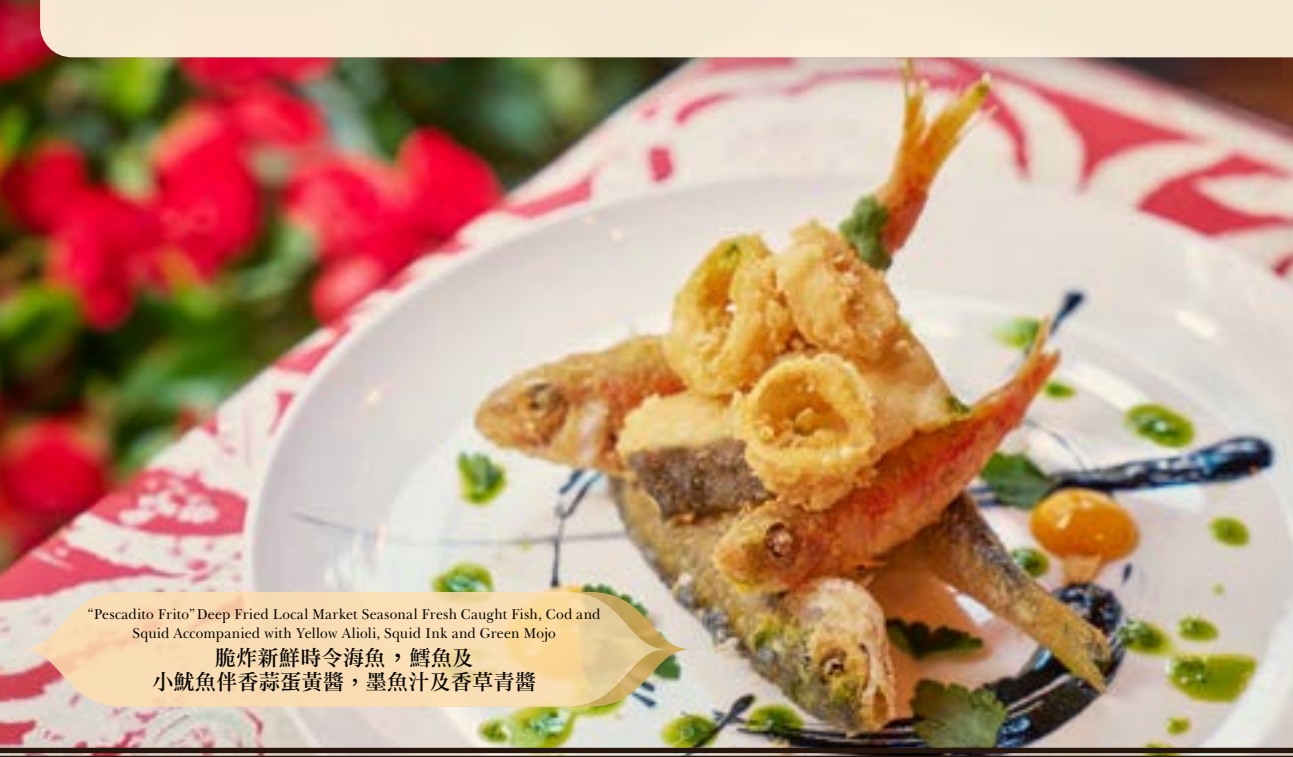 “Pescadito Frito” Deep Fried Local Market Seasonal Fresh Caught Fish, Cod and
Squid Accompanied with Yellow Alioli, Squid Ink and Green Mojo
脆炸新鮮時令海魚，鱈魚及
小魷魚伴香蒜蛋黃醬，墨魚汁及香草青醬